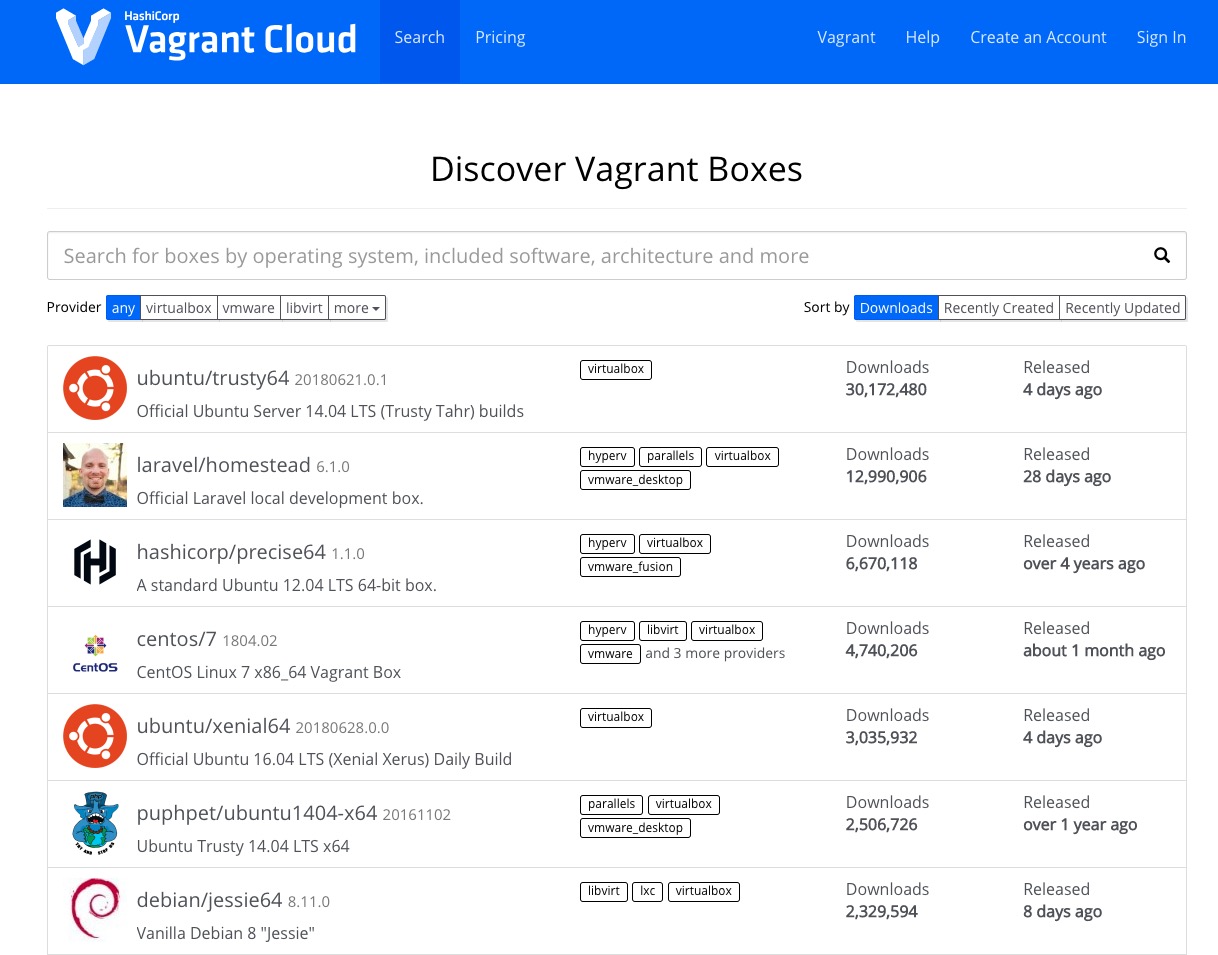 HashiCorp
Vagrant Cloud
Search Pricing Vagrant Help Create an Account Sign In
Discover Vagrant Boxes
Search for boxes by operating system, included software, architecture and more
Provider any virtualbox vmware libvirt more Sort by Downloads Recently Created Recently Updated
ubuntu/trusty64 20180621.0.1
Official Ubuntu Server 14.04 LTS (Trusty Tahr) builds
virtualbox
Downloads
30,172,480
Released
4 days ago
laravel/homestead 6.1.0
Official Laravel local development box.
hyperv parallels virtualbox
vmware_desktop
Downloads
12,990,906
Released
28 days ago
hashicorp/precise64 1.1.0
A standard Ubuntu 12.04 LTS 64-bit box.
hyperv virtualbox
vmware_fusion
Downloads
6,670,118
Released
over 4 years ago
CentOS
centos/7 1804.02
CentOS Linux 7 x86_64 Vagrant Box
hyperv libvirt virtualbox
vmware and 3 more providers
Downloads
4,740,206
Released
about 1 month ago
ubuntu/xenial64 20180628.0.0
Official Ubuntu 16.04 LTS (Xenial Xerus) Daily Build
virtualbox
Downloads
3,035,932
Released
4 days ago
puphpet/ubuntu1404-x64 20161102
Ubuntu Trusty 14.04 LTS x64
parallels virtualbox
vmware_desktop
Downloads
2,506,726
Released
over 1 year ago
debian/jessie64 8.11.0
Vanilla Debian 8 "Jessie"
libvirt lxc virtualbox
Downloads
2,329,594
Released
8 days ago